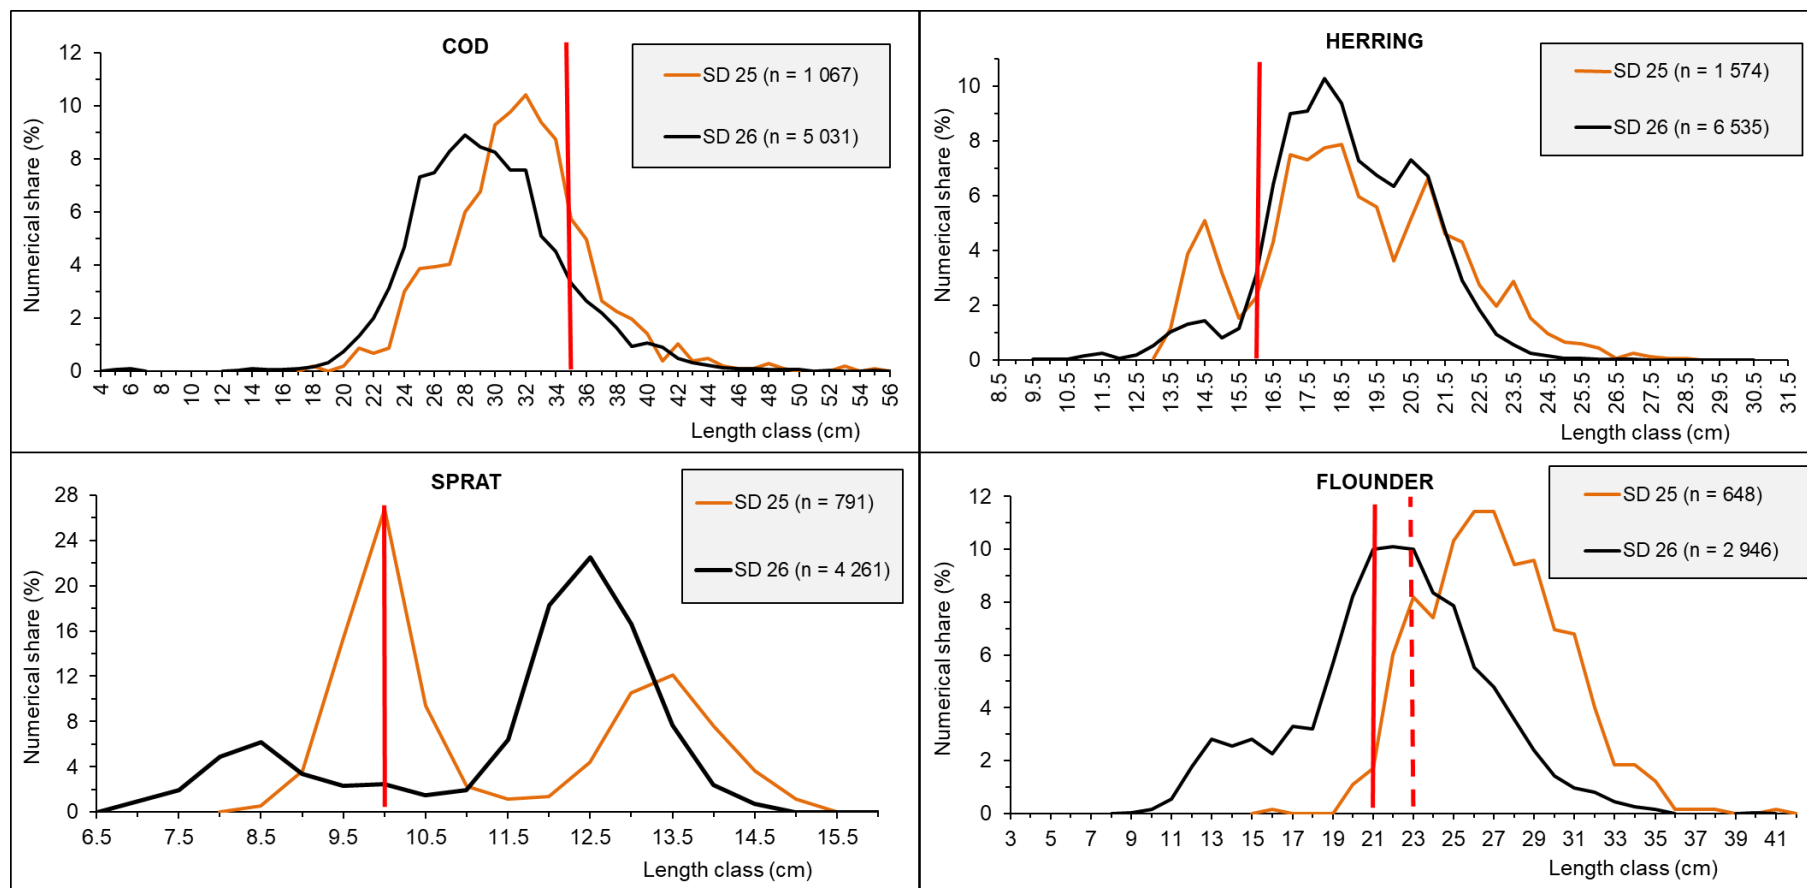 COD
Numerical share (%)
12
10
8
6
4
2
0
SD 25 (n = 1 067)
SD 26 (n = 5 031)
4 6 8 10 12 14 16 18 20 22 24 26 28 30 32 34 36 38 40 42 44 46 48 50 52 54 56
Length class (cm)
HERRING
Numerical share (%)
10
8
6
4
2
0
SD 25 (n = 1 574)
SD 26 (n = 6 535)
8.5 9.5 10.5 11.5 12.5 13.5 14.5 15.5 16.5 17.5 18.5 19.5 20.5 21.5 22.5 23.5 24.5 25.5 26.5 27.5 28.5 29.5 30.5 31.5
Length class (cm)
SPRAT
Numerical share (%)
28
24
20
16
12
8
4
0
SD 25 (n = 791)
SD 26 (n = 4 261)
6.5 7.5 8.5 9.5 10.5 11.5 12.5 13.5 14.5 15.5
Length class (cm)
FLOUNDER
Numerical share (%)
12
10
8
6
4
2
0
SD 25 (n = 648)
SD 26 (n = 2 946)
3 5 7 9 11 13 15 17 19 21 23 25 27 29 31 33 35 37 39 41
Length class (cm)